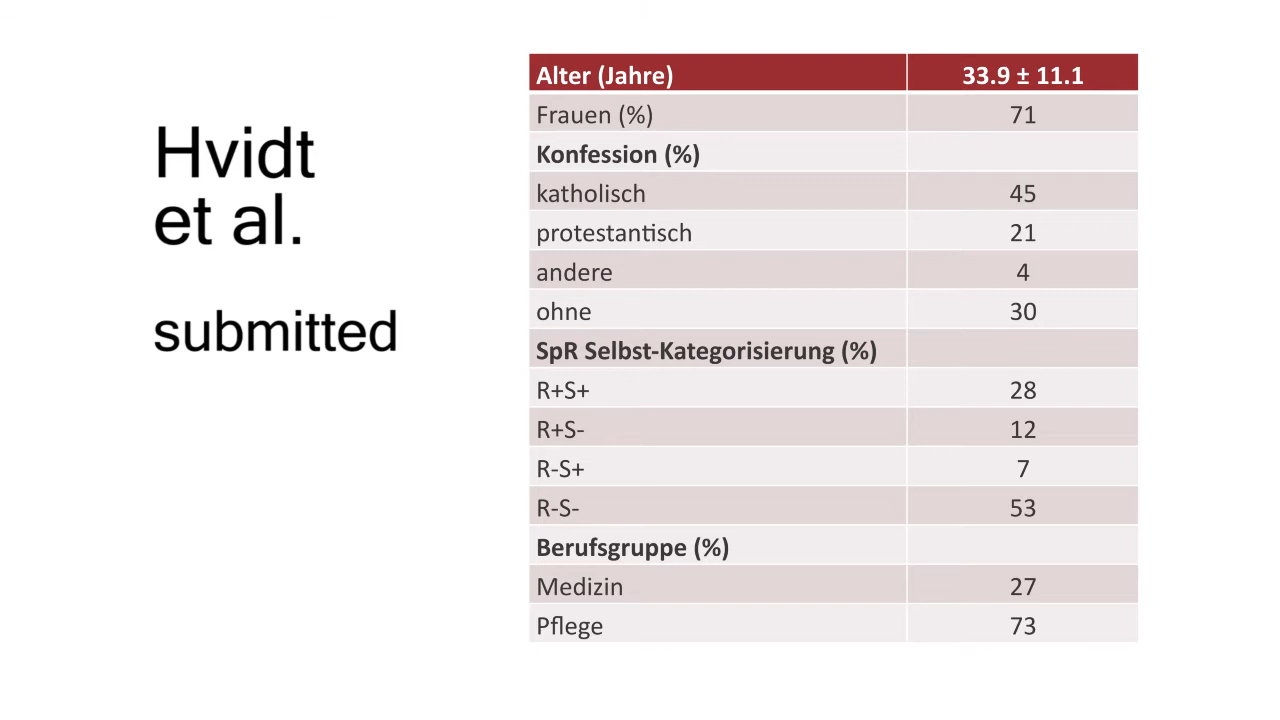 Hvidt
et al.
submitted
Alter (Jahre) 33.9 ± 11.1
Frauen (%) 71
Konfession (%)
katholisch 45
protestantisch 21
andere 4
ohne 30
SpR Selbst-Kategorisierung (%)
R+S+ 28
R+S- 12
R-S+ 7
R-S- 53
Berufsgruppe (%)
Medizin 27
Pflege 73